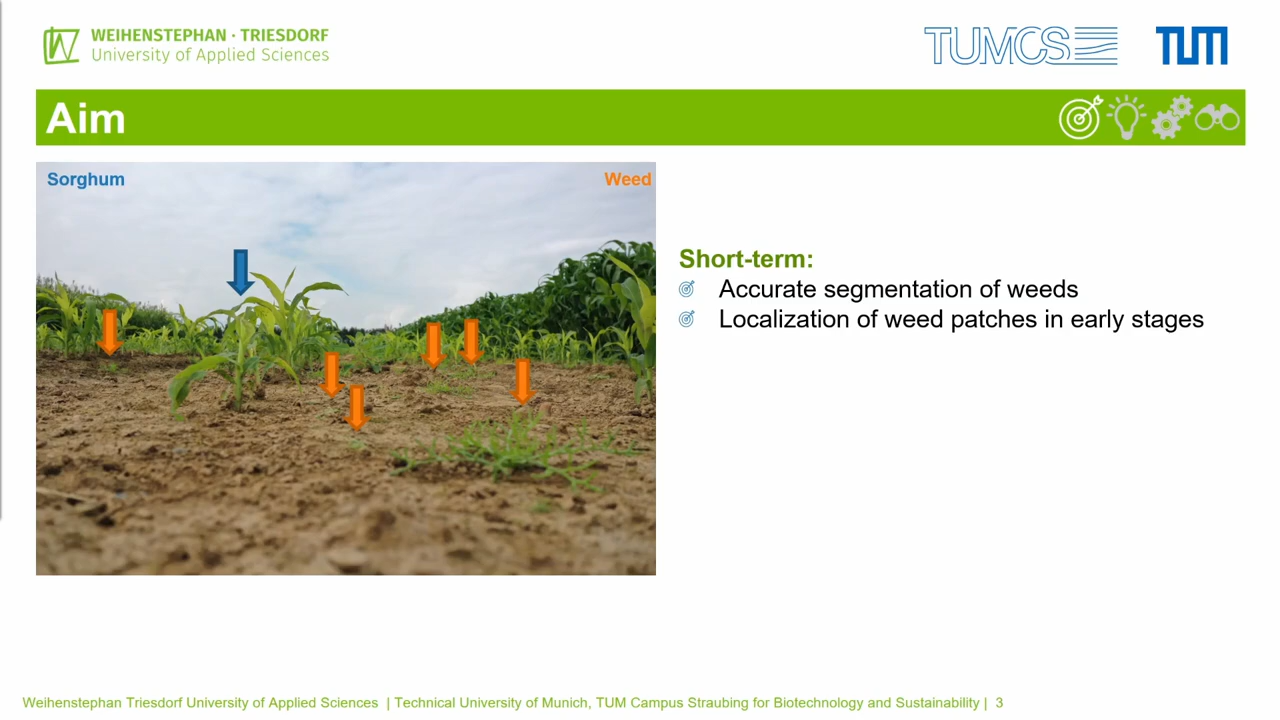 WEIHENSTEPHAN · TRIESDORF
University of Applied Sciences
TUMCS
TUM
Aim
Sorghum
Weed
Short-term:
Accurate segmentation of weeds
Localization of weed patches in early stages
Weihenstephan Triesdorf University of Applied Sciences | Technical University of Munich, TUM Campus Straubing for Biotechnology and Sustainability | 3